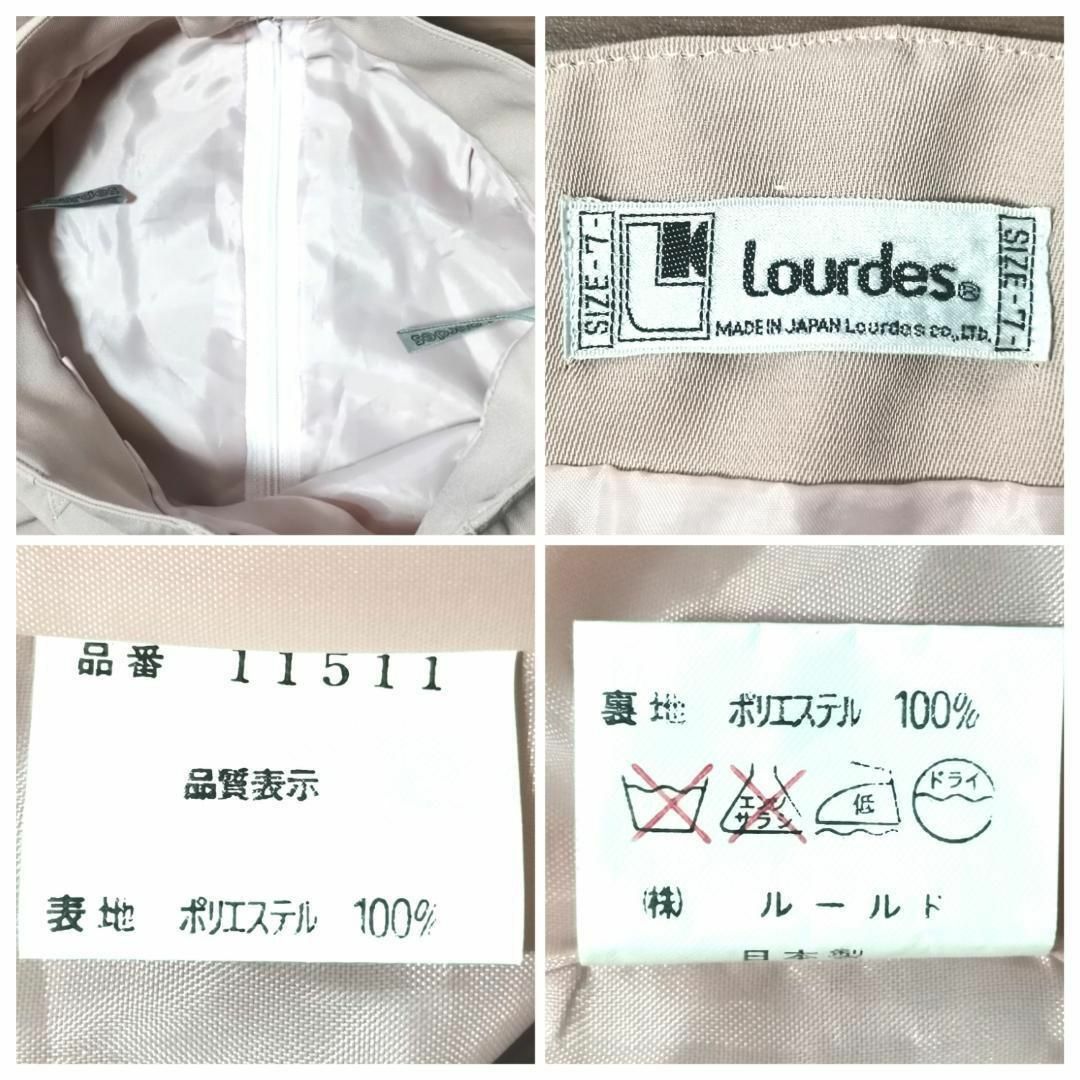 SIZE-7-
Lourdes®
MADE IN JAPAN Lourdes CO.,LTD.
SIZE-7-
品番 11511
品質表示
表地 ポリエステル 100%
裏地 ポリエステル 100%
エンソ
サラシ
低
ドライ
(株) ルールド
日本製